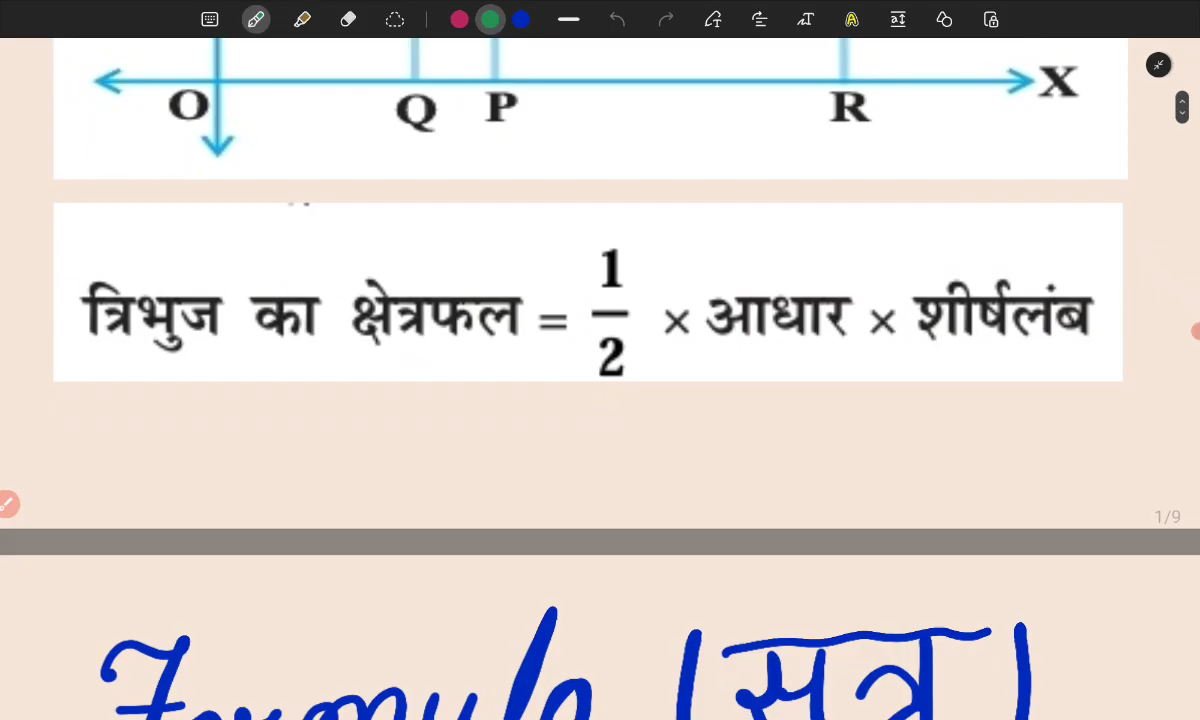 O Q P R X
त्रिभुज का क्षेत्रफल = 1/2 × आधार × शीर्षलंब
1/9
Formula (सूत्र)